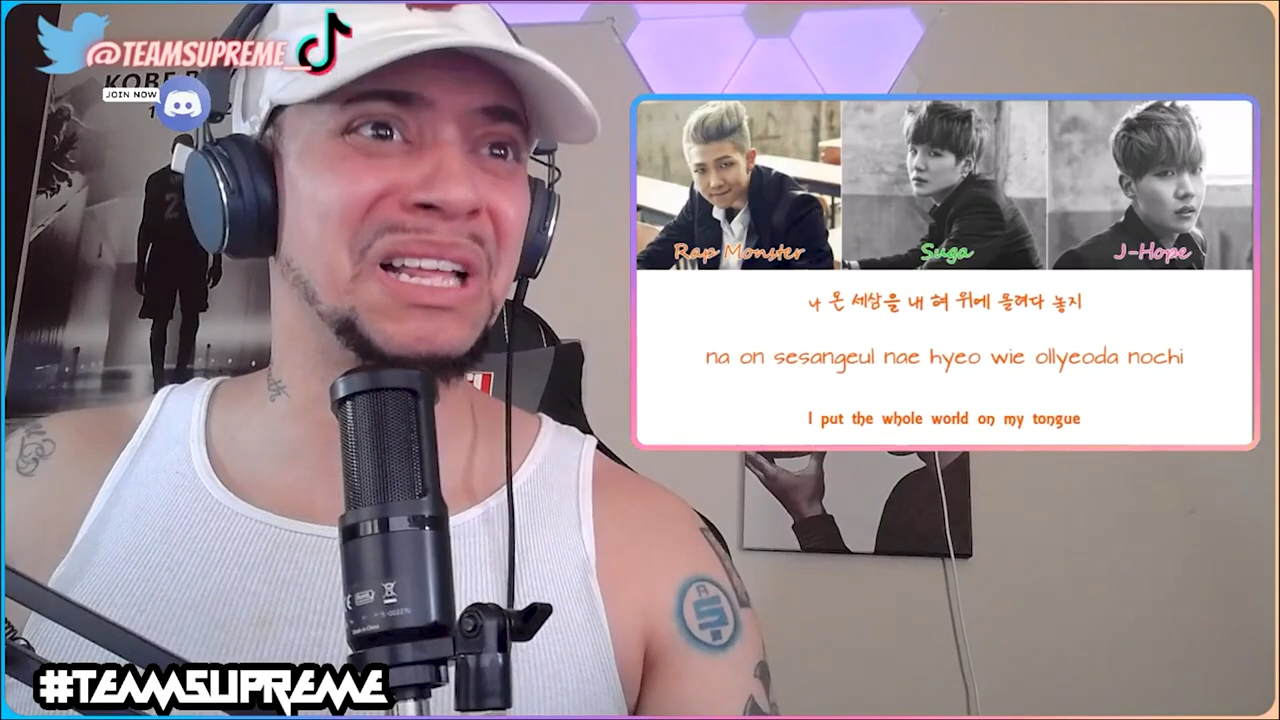 @TEAMSUPREME_
JOIN NOW
2
Rap Monster
Suga
J-Hope
나 온 세상을 내 혀 위에 올려다 놓지
na on sesangeul nae hyeo wie ollyeoda nochi
I put the whole world on my tongue
#TEAMSUPREME